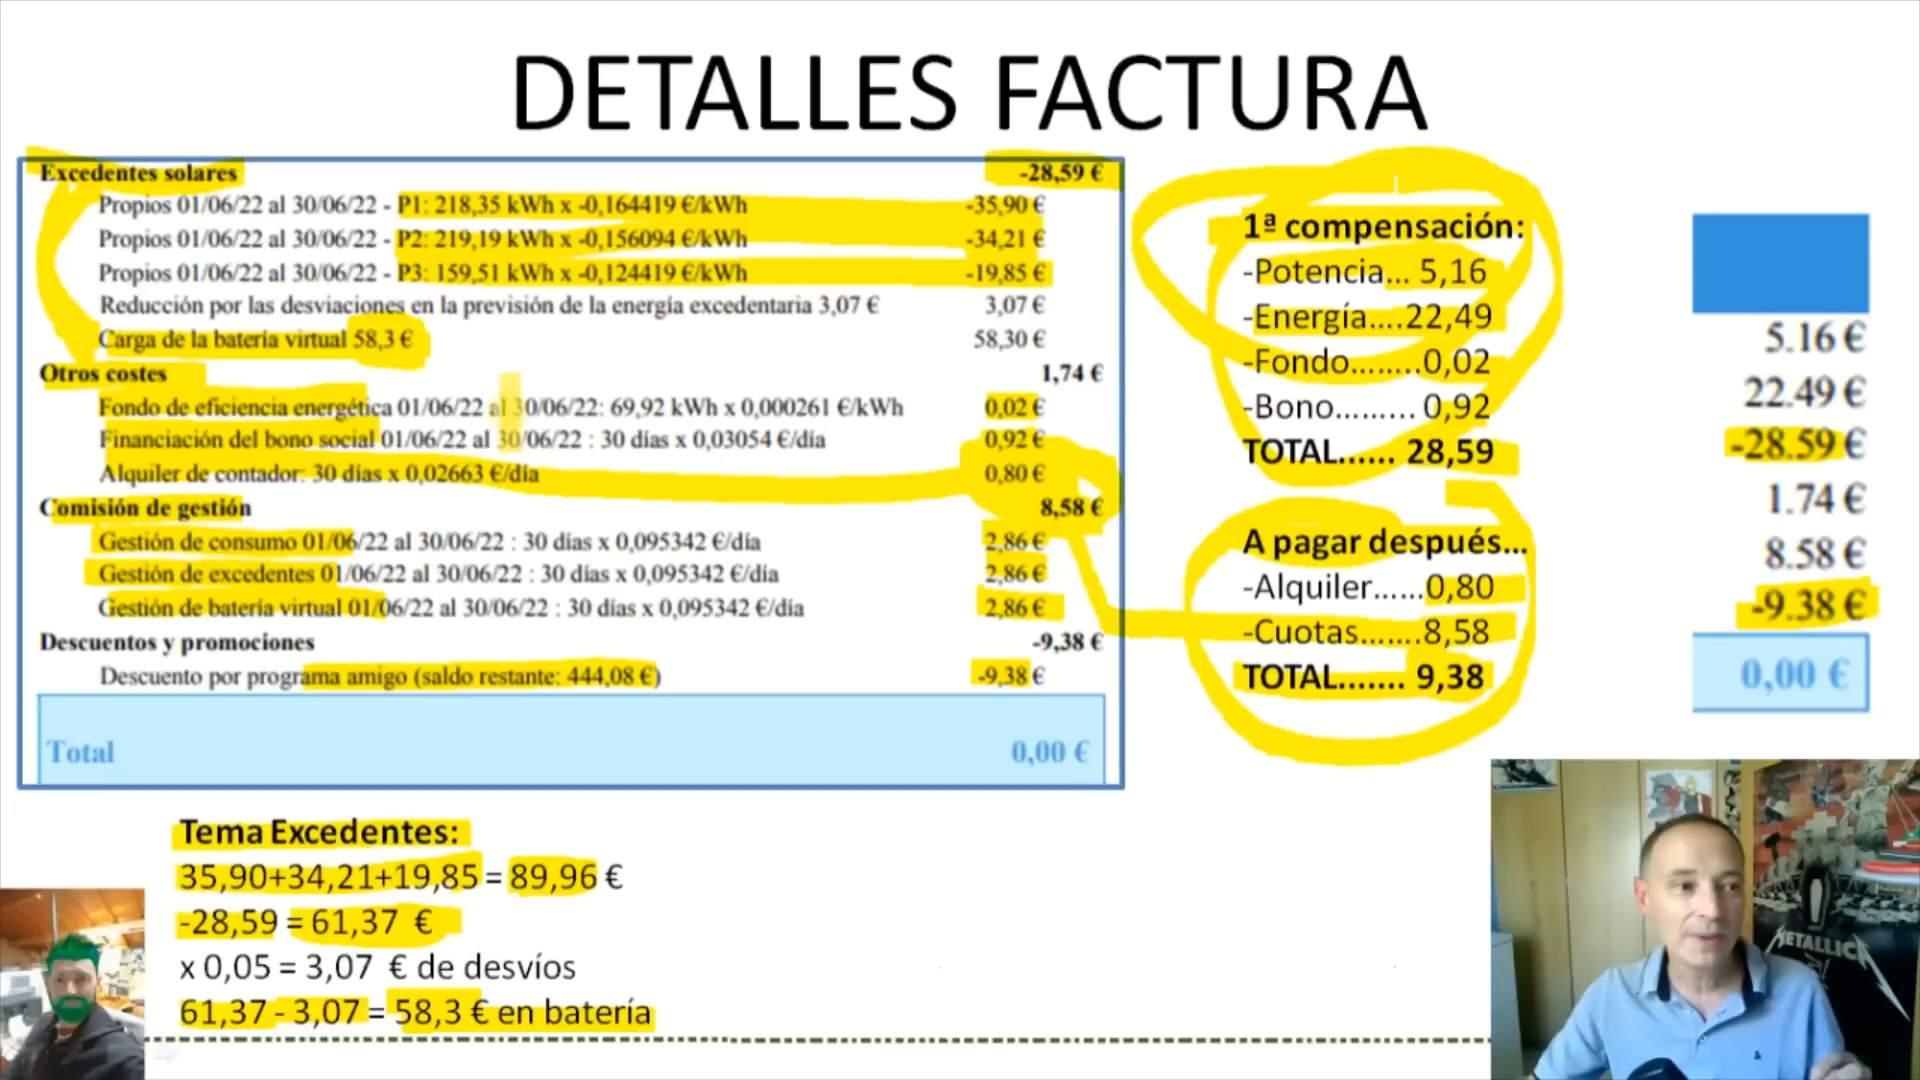 DETALLES FACTURA
Excedentes solares -28,59 €
Propios 01/06/22 al 30/06/22 - P1: 218,35 kWh x -0,164419 €/kWh -35,90 €
Propios 01/06/22 al 30/06/22 - P2: 219,19 kWh x -0,156094 €/kWh -34,21 €
Propios 01/06/22 al 30/06/22 - P3: 159,51 kWh x -0,124419 €/kWh -19,85 €
Reducción por las desviaciones en la previsión de la energía excedentaria 3,07 € 3,07 €
Carga de la batería virtual 58,3 € 58,30 €
Otros costes 1,74 €
Fondo de eficiencia energética 01/06/22 al 30/06/22: 69,92 kWh x 0,000261 €/kWh 0,02 €
Financiación del bono social 01/06/22 al 30/06/22 : 30 días x 0,03054 €/día 0,92 €
Alquiler de contador: 30 días x 0,02663 €/día 0,80 €
Comisión de gestión 8,58 €
Gestión de consumo 01/06/22 al 30/06/22 : 30 días x 0,095342 €/día 2,86 €
Gestión de excedentes 01/06/22 al 30/06/22 : 30 días x 0,095342 €/día 2,86 €
Gestión de batería virtual 01/06/22 al 30/06/22 : 30 días x 0,095342 €/día 2,86 €
Descuentos y promociones -9,38 €
Descuento por programa amigo (saldo restante: 444,08 €) -9,38 €
Total 0,00 €
1ª compensación:
-Potencia... 5,16
-Energía....22,49
-Fondo........0,02
-Bono......... 0,92
TOTAL...... 28,59
A pagar después...
-Alquiler......0,80
-Cuotas.......8,58
TOTAL....... 9,38
5.16 €
22.49 €
-28.59 €
1.74 €
8.58 €
-9.38 €
0,00 €
Tema Excedentes:
35,90+34,21+19,85 = 89,96 €
-28,59 = 61,37 €
x 0,05 = 3,07 € de desvíos
61,37 - 3,07 = 58,3 € en batería
METALLICA